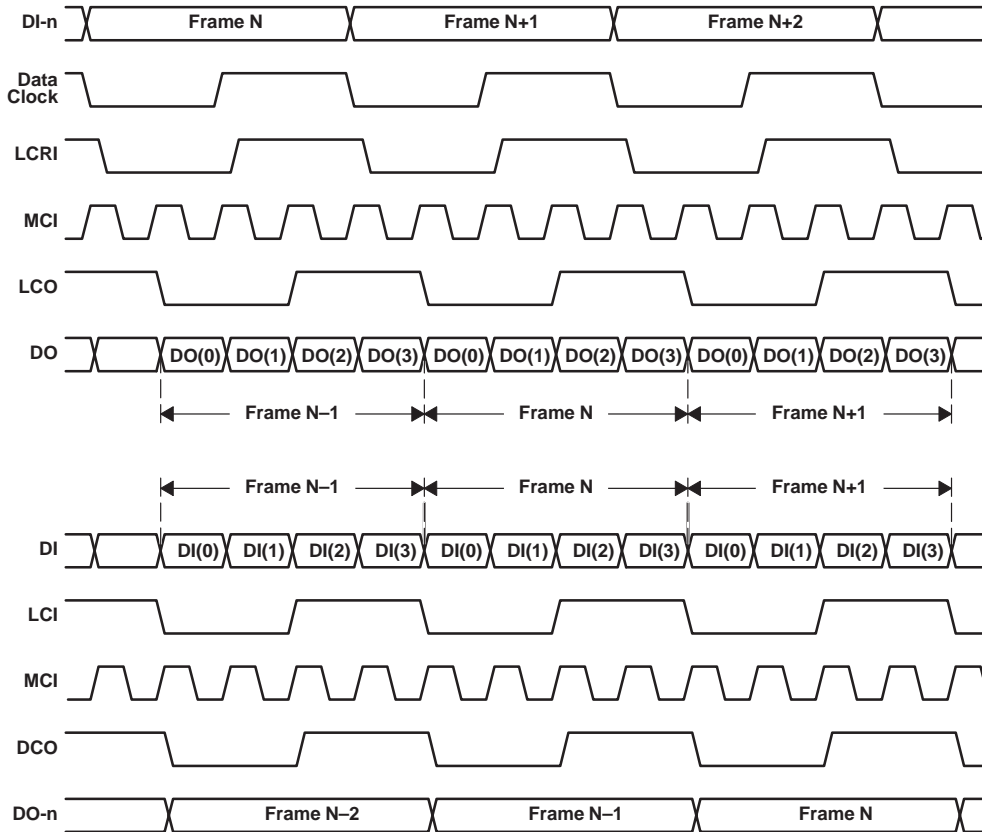 DI-n Frame N Frame N+1 Frame N+2
Data
Clock
LCRI
MCI
LCO
DO DO(0) DO(1) DO(2) DO(3) DO(0) DO(1) DO(2) DO(3) DO(0) DO(1) DO(2) DO(3)
Frame N–1 Frame N Frame N+1
Frame N–1 Frame N Frame N+1
DI DI(0) DI(1) DI(2) DI(3) DI(0) DI(1) DI(2) DI(3) DI(0) DI(1) DI(2) DI(3)
LCI
MCI
DCO
DO-n Frame N–2 Frame N–1 Frame N